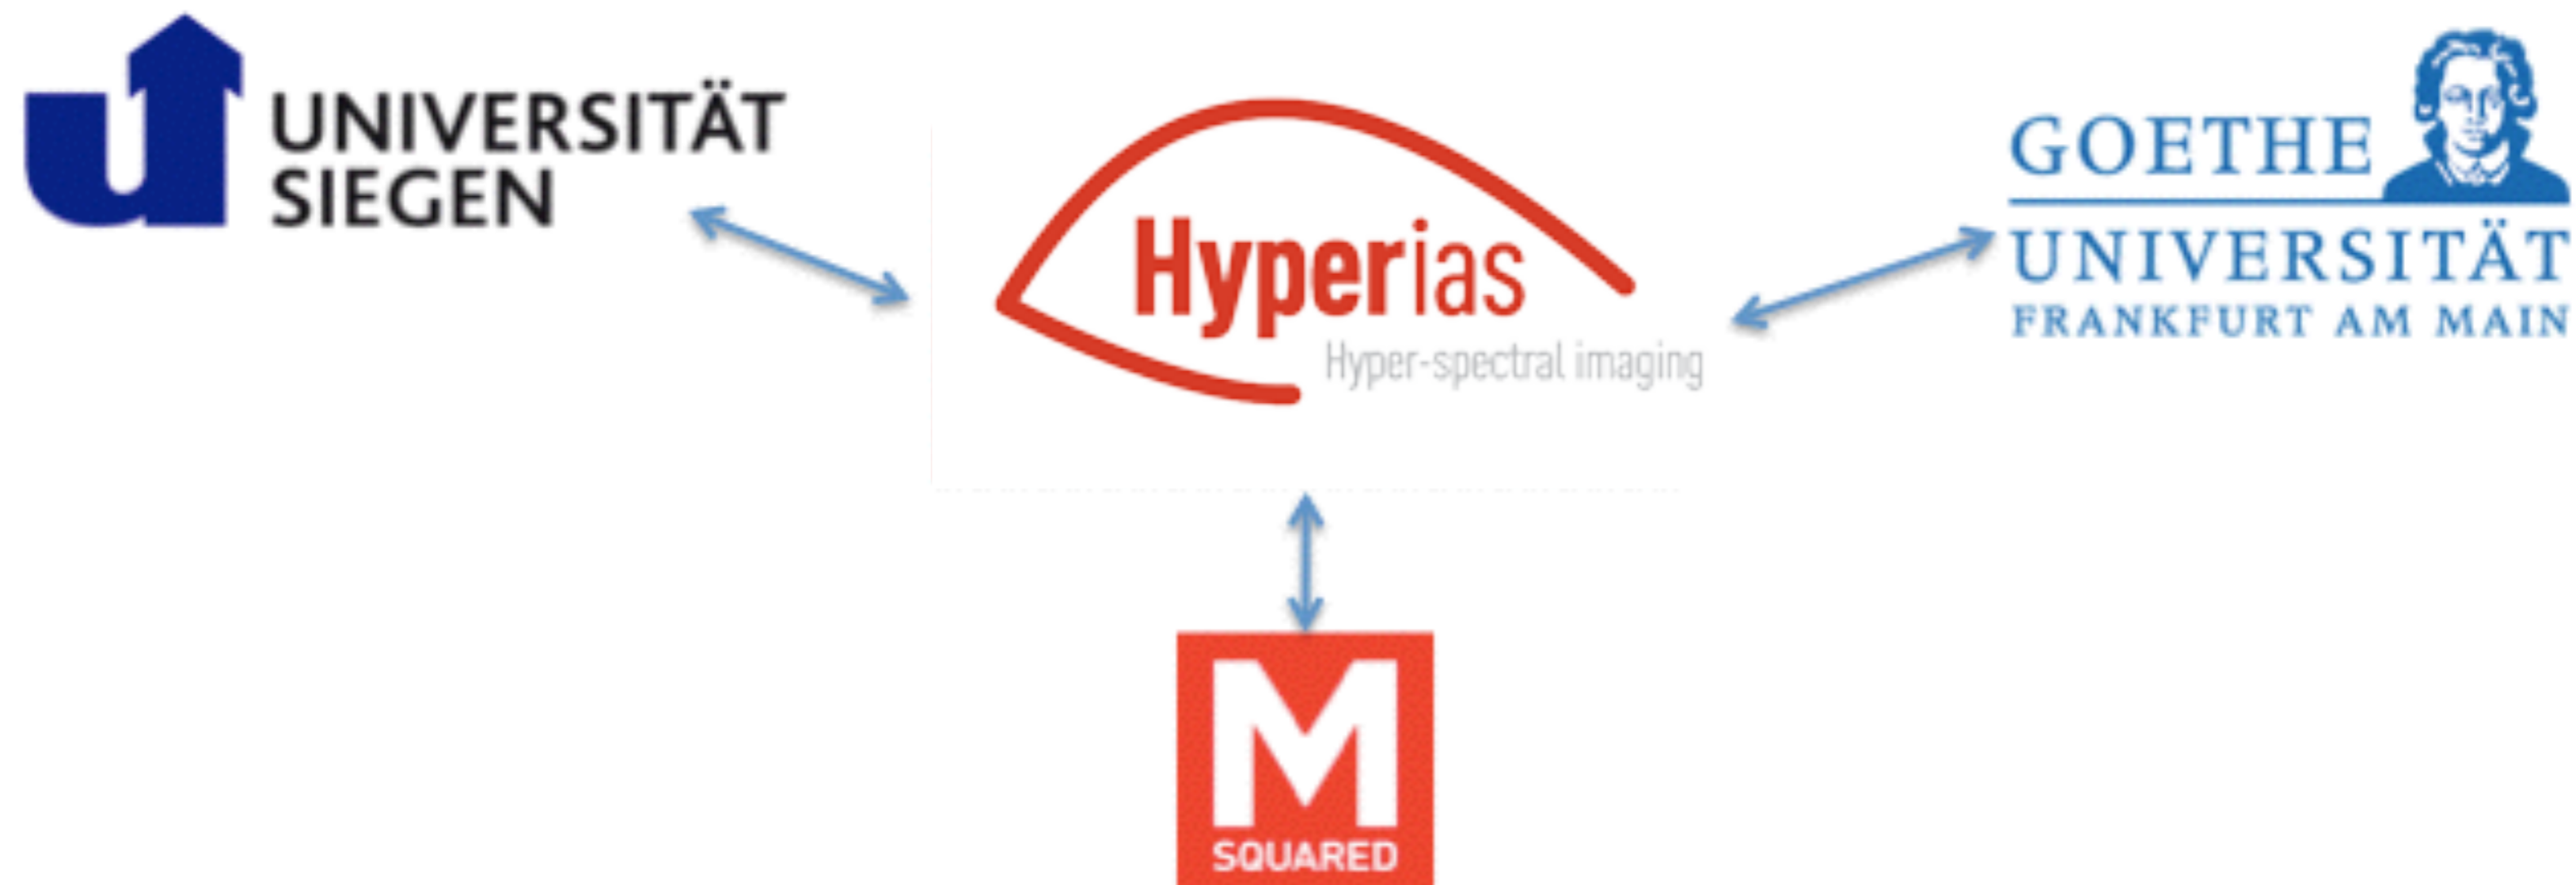 UNIVERSITÄT
SIEGEN
Hyperias
Hyper-spectral imaging
GOETHE
UNIVERSITÄT
FRANKFURT AM MAIN
M
SQUARED